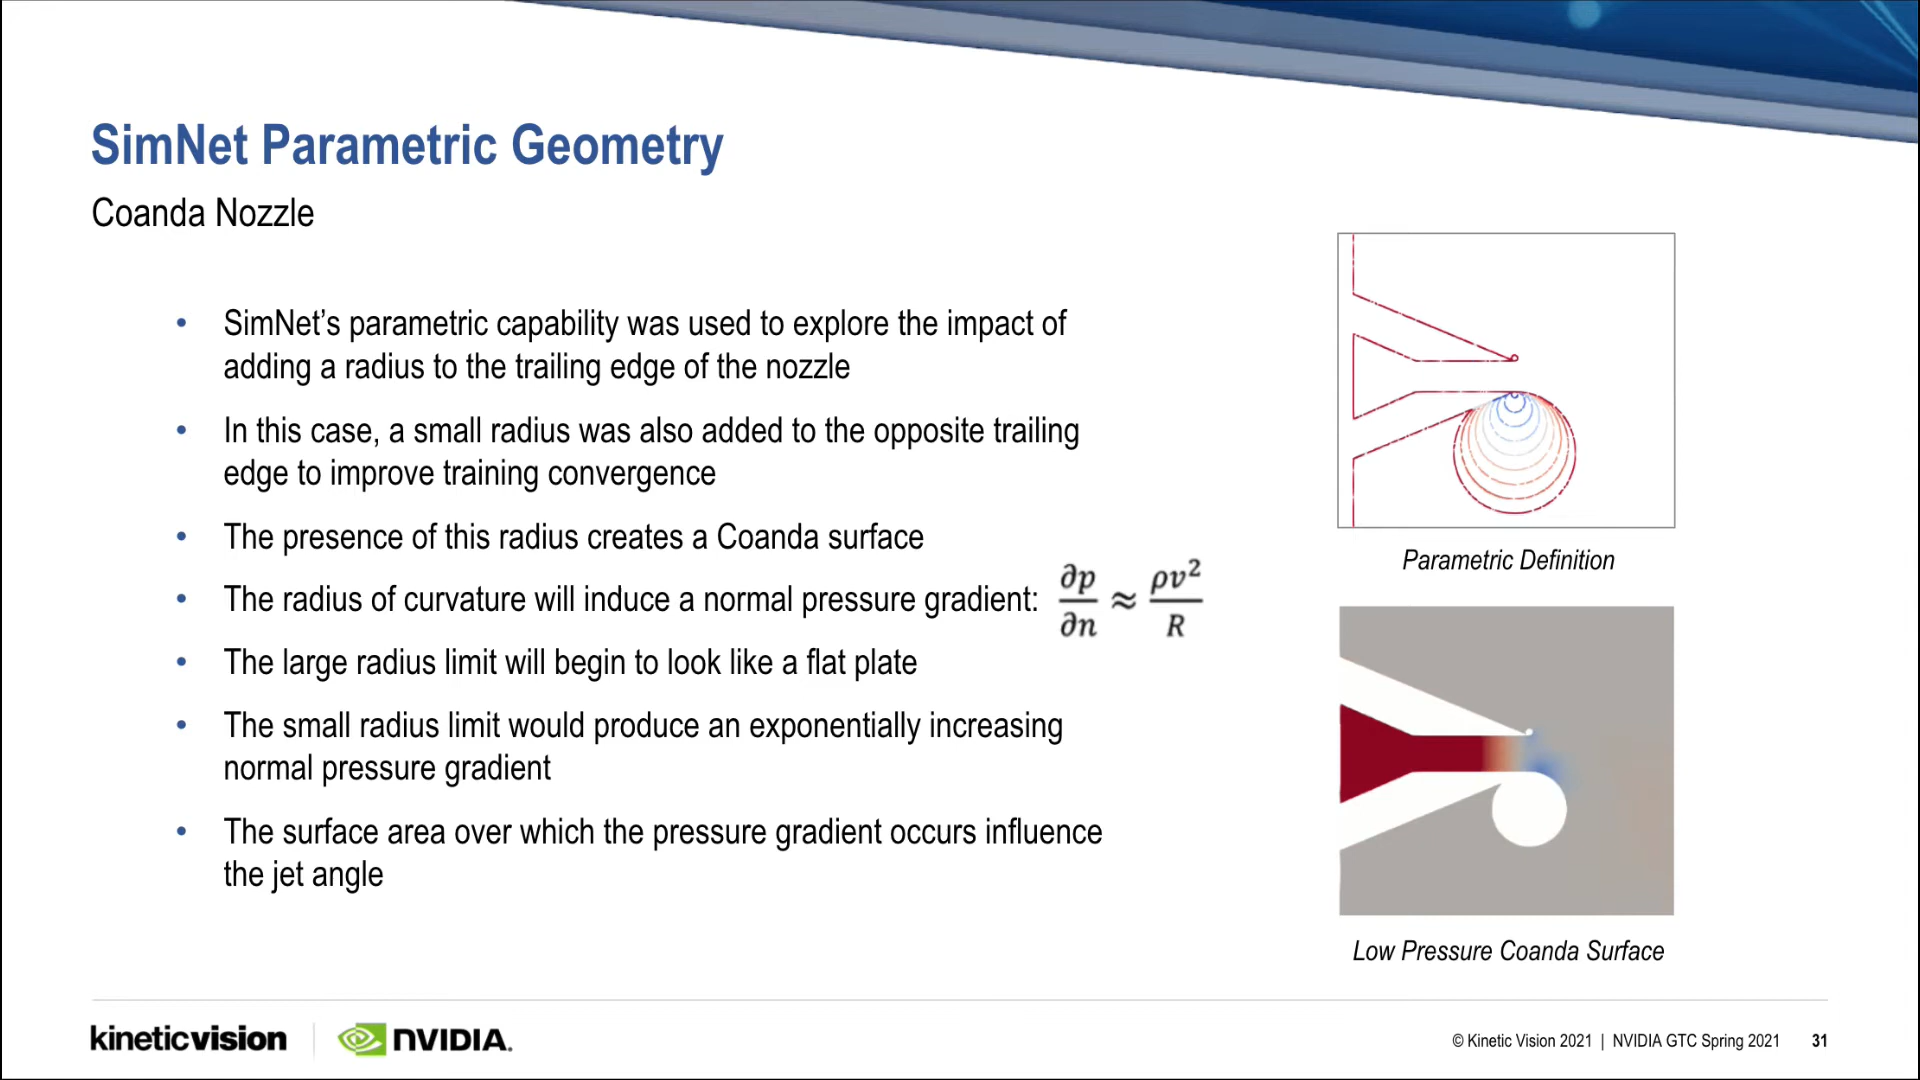 SimNet Parametric Geometry
Coanda Nozzle
• SimNet’s parametric capability was used to explore the impact of
adding a radius to the trailing edge of the nozzle
• In this case, a small radius was also added to the opposite trailing
edge to improve training convergence
• The presence of this radius creates a Coanda surface
• The radius of curvature will induce a normal pressure gradient: ∂p/∂n ≈ ρv²/R
• The large radius limit will begin to look like a flat plate
• The small radius limit would produce an exponentially increasing
normal pressure gradient
• The surface area over which the pressure gradient occurs influence
the jet angle
Parametric Definition
Low Pressure Coanda Surface
kineticvision
NVIDIA.
© Kinetic Vision 2021 | NVIDIA GTC Spring 2021 31